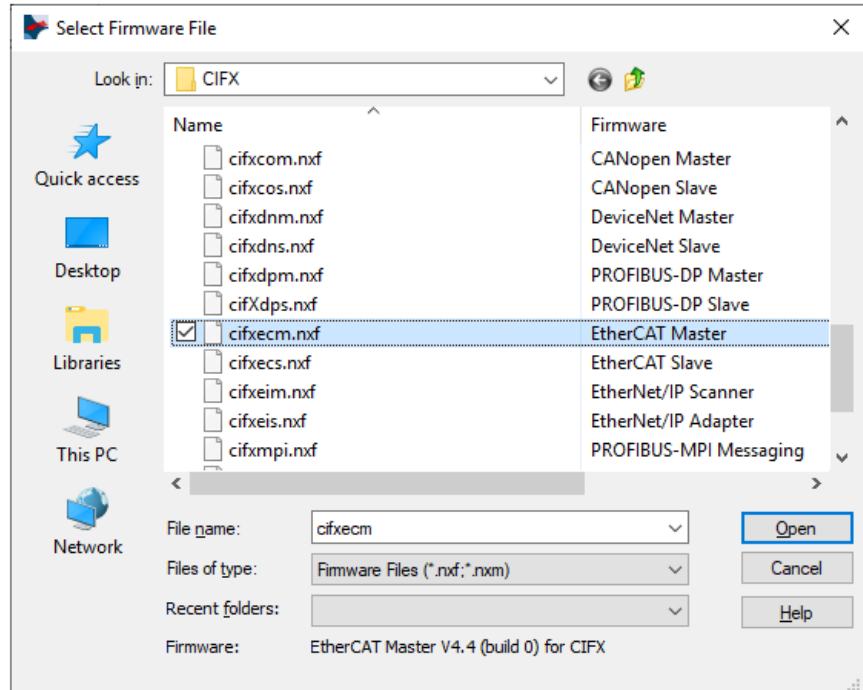 Select Firmware File
Look in: CIFX
Name Firmware
cifxcom.nxf CANopen Master
cifxcos.nxf CANopen Slave
cifxdnm.nxf DeviceNet Master
cifxdns.nxf DeviceNet Slave
cifxdpm.nxf PROFIBUS-DP Master
cifXdps.nxf PROFIBUS-DP Slave
cifxecm.nxf EtherCAT Master
cifxecs.nxf EtherCAT Slave
cifxeim.nxf EtherNet/IP Scanner
cifxeis.nxf EtherNet/IP Adapter
cifxmpi.nxf PROFIBUS-MPI Messaging
Quick access
Desktop
Libraries
This PC
Network
File name: cifxecm Open
Files of type: Firmware Files (*.nxf;*.nxm) Cancel
Recent folders: Help
Firmware: EtherCAT Master V4.4 (build 0) for CIFX